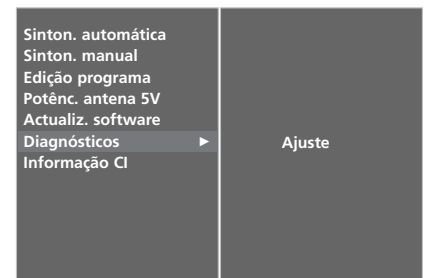 Sinton. automática
Sinton. manual
Edição programa
Potênc. antena 5V
Actualiz. software
Diagnósticos ►
Ajuste
Informação CI